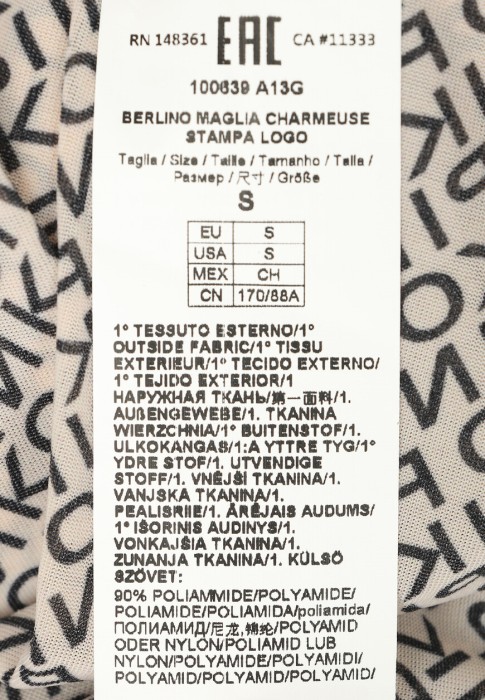 RN 148361 EAC CA #11333
100639 A13G
BERLINO MAGLIA CHARMEUSE
STAMPA LOGO
Taglia / Size / Taille / Tamanho / Talla /
Размер / 尺寸 / Größe
S
EU S
USA S
MEX CH
CN 170/88A
1° TESSUTO ESTERNO/1°
OUTSIDE FABRIC/1° TISSU
EXTERIEUR/1° TECIDO EXTERNO/
1° TEJIDO EXTERIOR/1
НАРУЖНАЯ ТКАНЬ/第一面料/1.
AUßENGEWEBE/1. TKANINA
WIERZCHNIA/1° BUITENSTOF/1.
ULKOKANGAS/1:A YTTRE TYG/1°
YDRE STOF/1. UTVENDIGE
STOFF/1. VNĚJŠÍ TKANINA/1.
VANJSKA TKANINA/1.
PEALISRIIE/1. ĀRĒJAIS AUDUMS/
1° IŠORINIS AUDINYS/1.
VONKAJŠIA TKANINA/1.
ZUNANJA TKANINA/1. KÜLSŐ
SZÖVET:
90% POLIAMMIDE/POLYAMIDE/
POLIAMIDE/POLIAMIDA/poliamida/
ПОЛИАМИД/尼龙,锦纶/POLYAMID
ODER NYLON/POLIAMID LUB
NYLON/POLYAMIDE/POLYAMIDI/
POLYAMID/POLYAMID/POLYAMID/